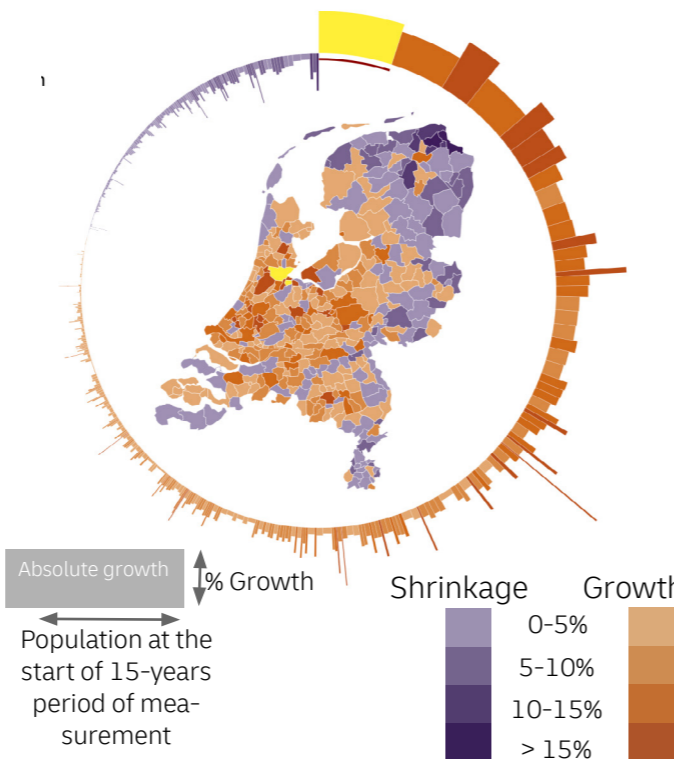 Absolute growth
% Growth
Population at the
start of 15-years
period of mea-
surement
Shrinkage Growth
0-5%
5-10%
10-15%
> 15%